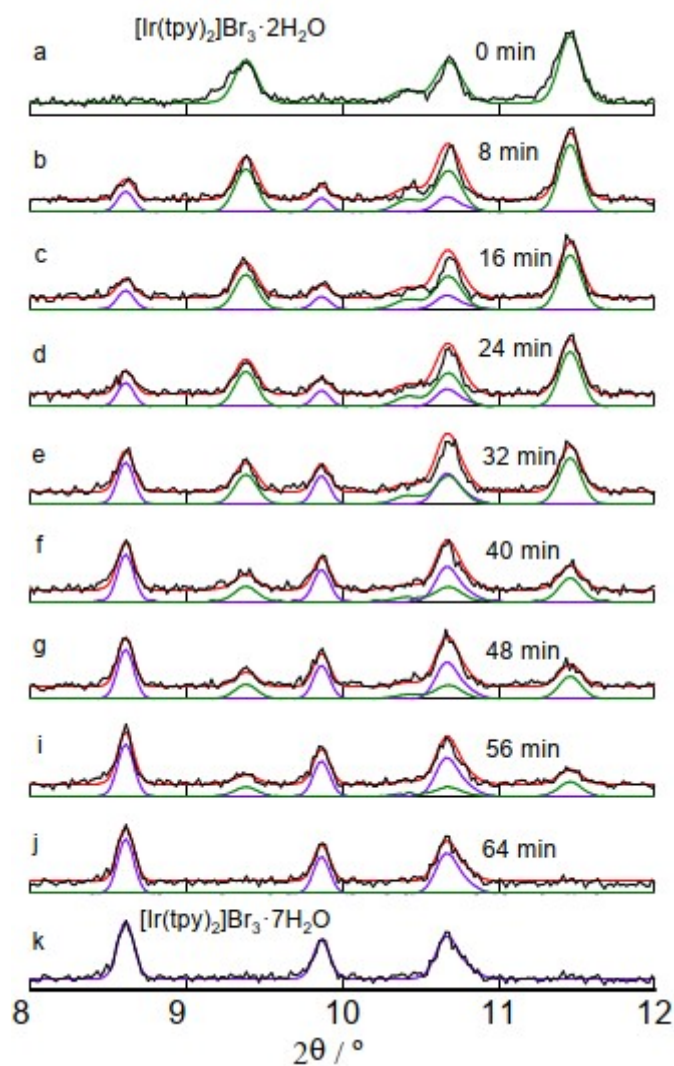 [Ir(tpy)₂]Br₃·2H₂O
a 0 min
b 8 min
c 16 min
d 24 min
e 32 min
f 40 min
g 48 min
i 56 min
j 64 min
[Ir(tpy)₂]Br₃·7H₂O
k
8 9 10 11 12
2θ / º